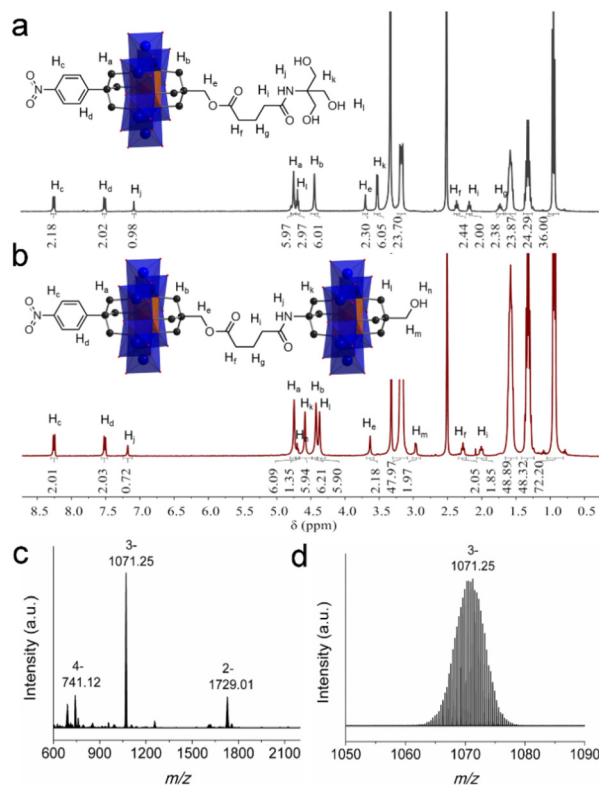 a
Hc
Ha
Hb
O₂N
Hd
He
O
O
Hf
Hg
Hi
O
Hj
NH
HO
OH
Hk
OH
Hl
Hc
Hd
Hj
Ha
Hl
Hb
He
Hk
Hf
Hi
Hg
2.18
2.02
0.98
5.97
2.97
6.01
2.30
6.05
23.70
2.44
2.00
2.38
23.87
24.29
36.00
b
Hc
Ha
Hb
Hd
He
Hf
Hg
Hi
Hj
NH
Hk
Hl
OH
Hn
Hm
Hc
Hd
Hj
Ha
Hk
Hb
Hl
He
Hm
Hf
Hi
2.01
2.03
0.72
6.09
1.35
5.94
6.21
5.90
2.18
47.97
1.97
2.05
1.85
48.89
48.32
72.20
8.5 8.0 7.5 7.0 6.5 6.0 5.5 5.0 4.5 4.0 3.5 3.0 2.5 2.0 1.5 1.0 0.5
δ (ppm)
c
Intensity (a.u.)
3-
1071.25
4-
741.12
2-
1729.01
600 900 1200 1500 1800 2100
m/z
d
Intensity (a.u.)
3-
1071.25
1050 1060 1070 1080 1090
m/z